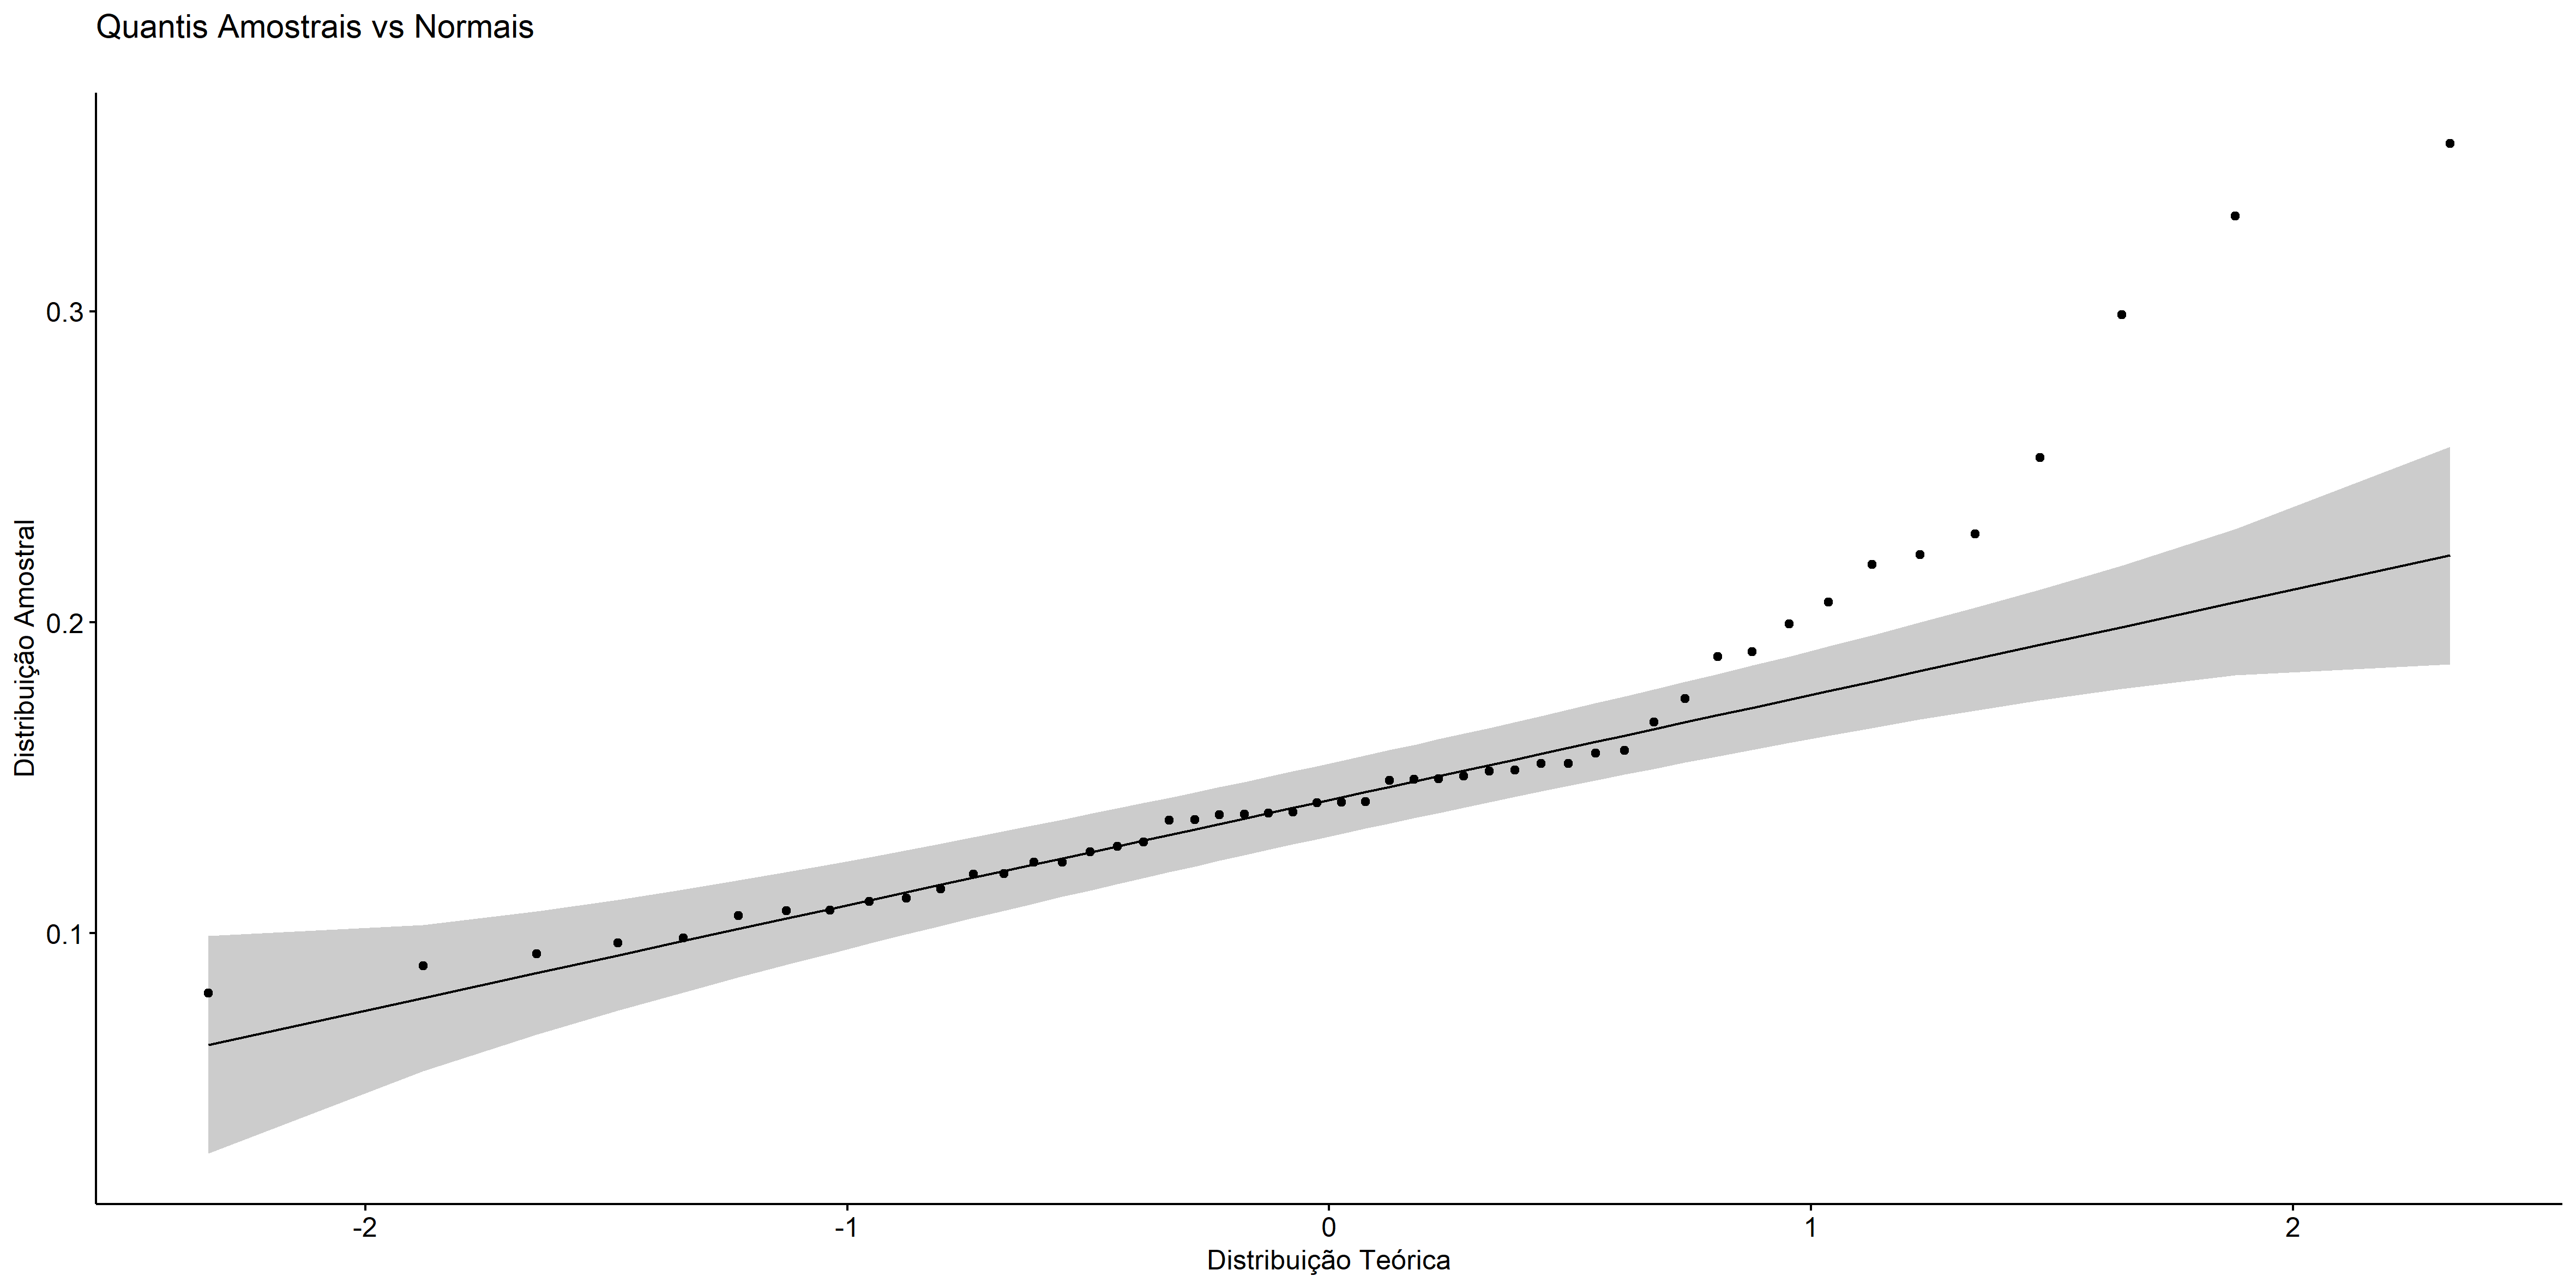 Quantis Amostrais vs Normais
Distribuição Amostral
0.3
0.2
0.1
-2 -1 0 1 2
Distribuição Teórica